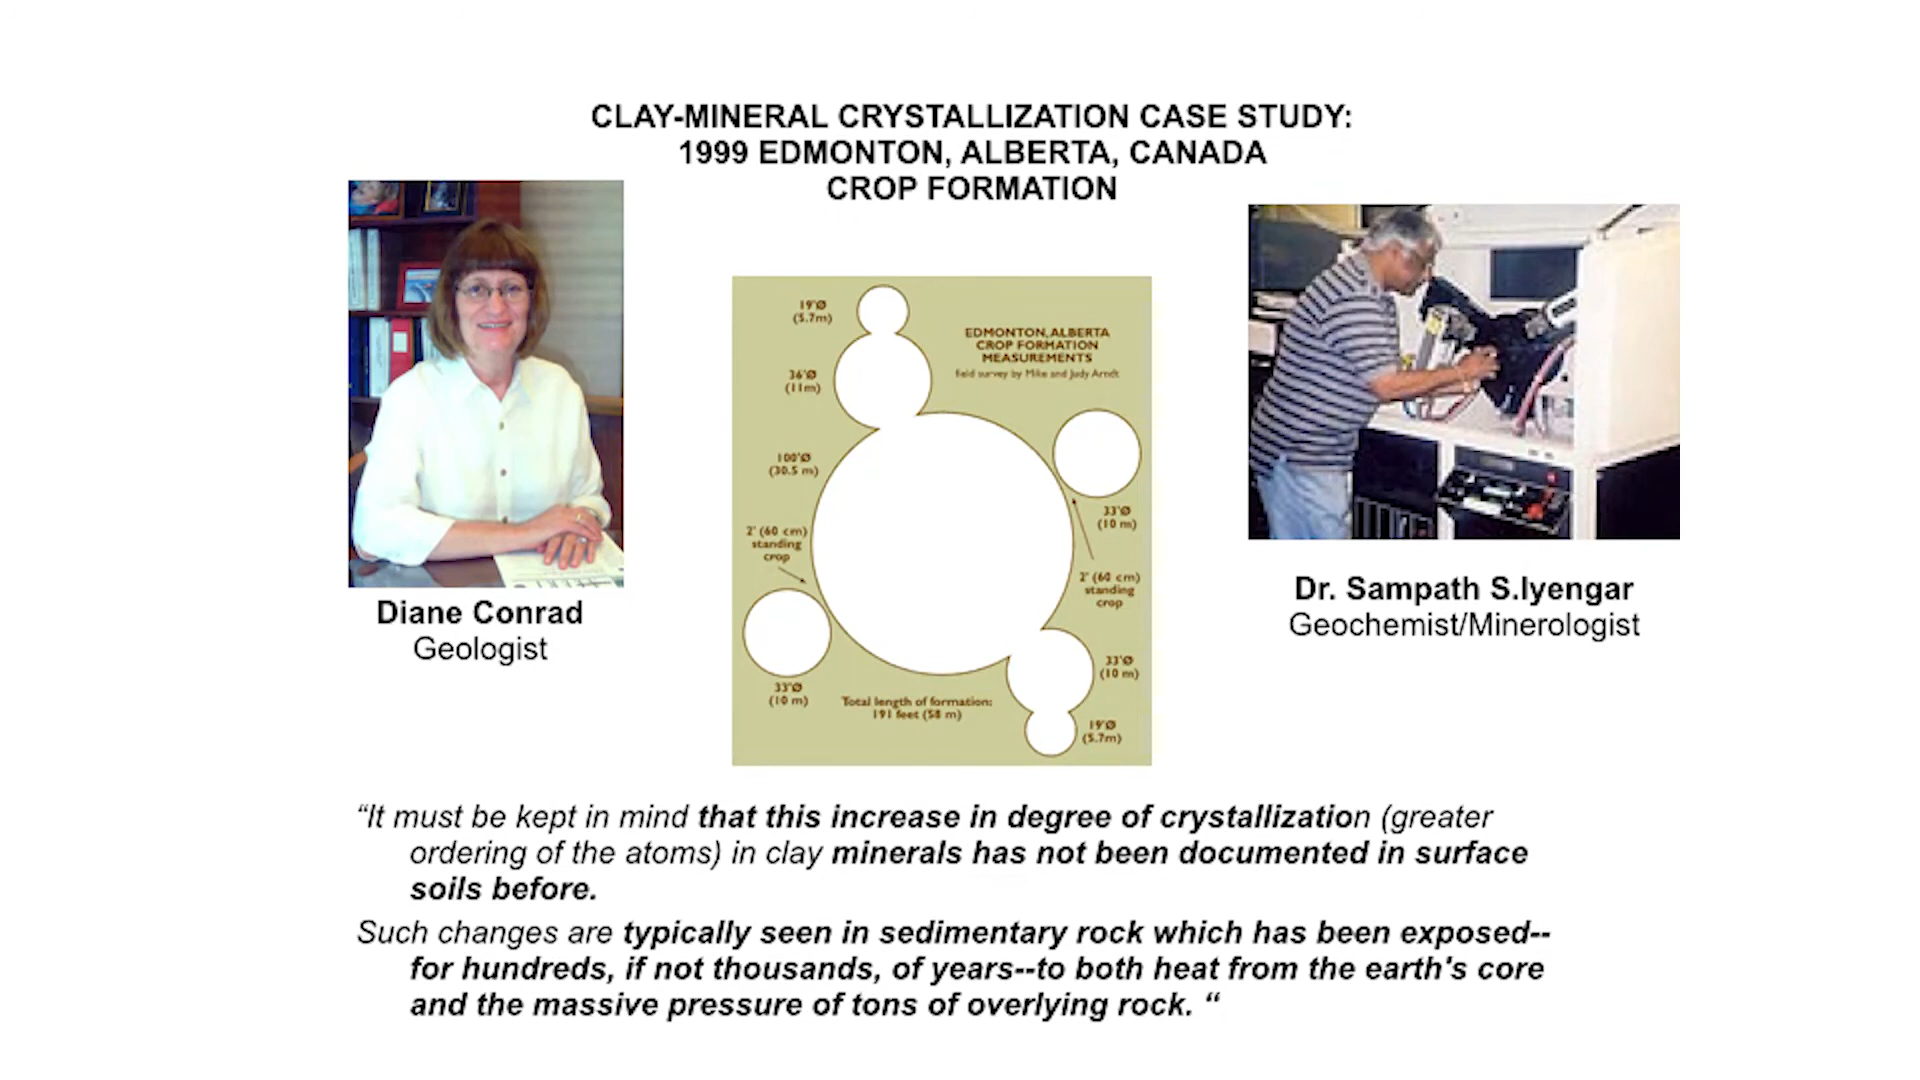 CLAY-MINERAL CRYSTALLIZATION CASE STUDY:
1999 EDMONTON, ALBERTA, CANADA
CROP FORMATION
Diane Conrad
Geologist
19'Ø
(5.7m)
36'Ø
(11m)
100'Ø
(30.5 m)
2' (60 cm)
standing
crop
33'Ø
(10 m)
EDMONTON, ALBERTA
CROP FORMATION
MEASUREMENTS
field survey by Mike and Judy Arndt
33'Ø
(10 m)
2' (60 cm)
standing
crop
33'Ø
(10 m)
Total length of formation:
191 feet (58 m)
19'Ø
(5.7m)
Dr. Sampath S.Iyengar
Geochemist/Minerologist
“It must be kept in mind that this increase in degree of crystallization (greater
ordering of the atoms) in clay minerals has not been documented in surface
soils before.
Such changes are typically seen in sedimentary rock which has been exposed--
for hundreds, if not thousands, of years--to both heat from the earth's core
and the massive pressure of tons of overlying rock. “